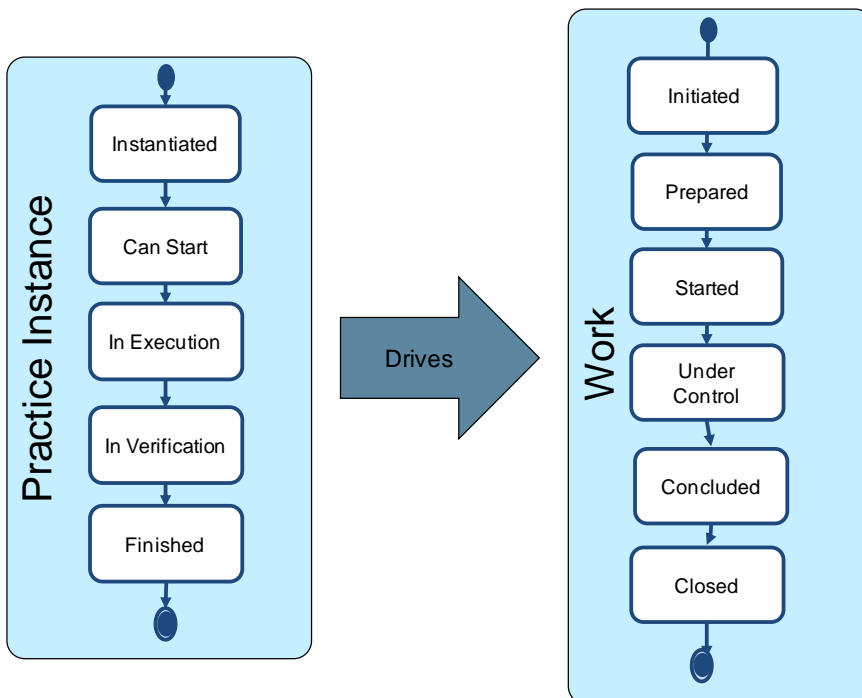 Practice Instance
Instantiated
Can Start
In Execution
In Verification
Finished
Drives
Work
Initiated
Prepared
Started
Under
Control
Concluded
Closed